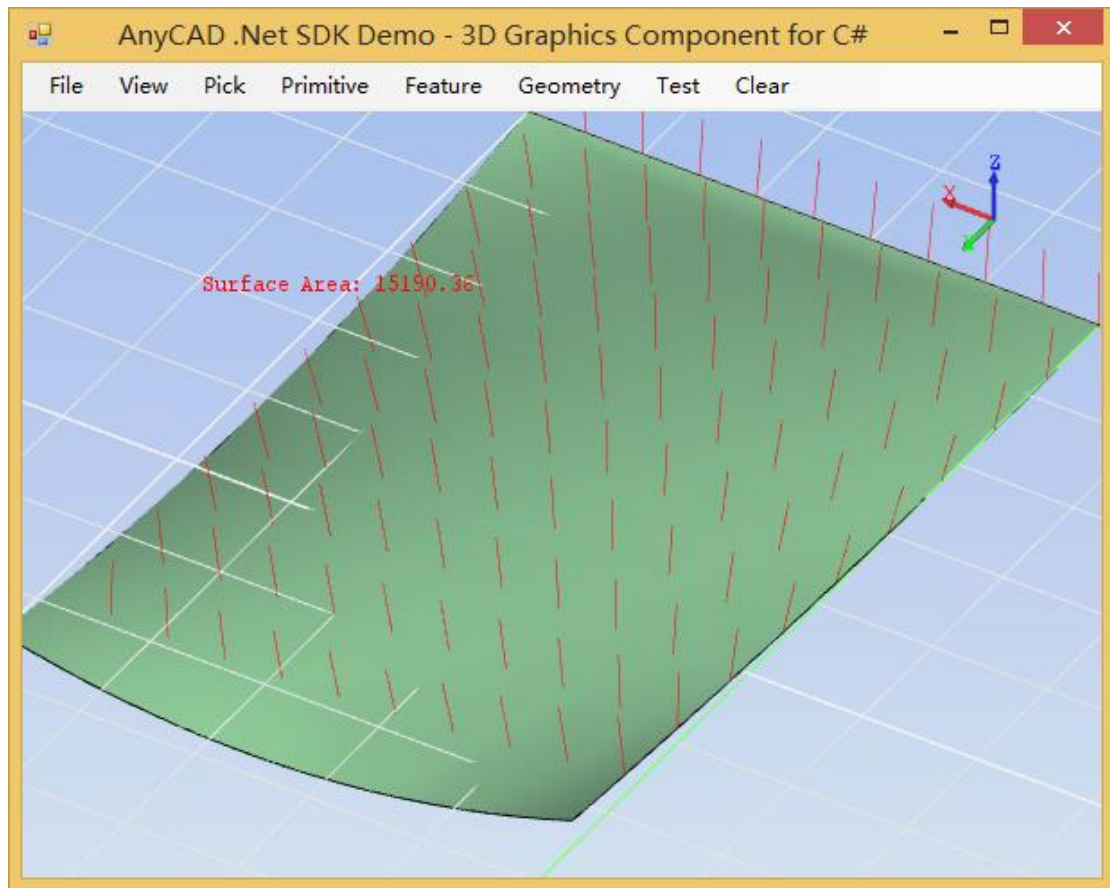 AnyCAD .Net SDK Demo - 3D Graphics Component for C#
File View Pick Primitive Feature Geometry Test Clear
Z
X
Surface Area: 15190.36